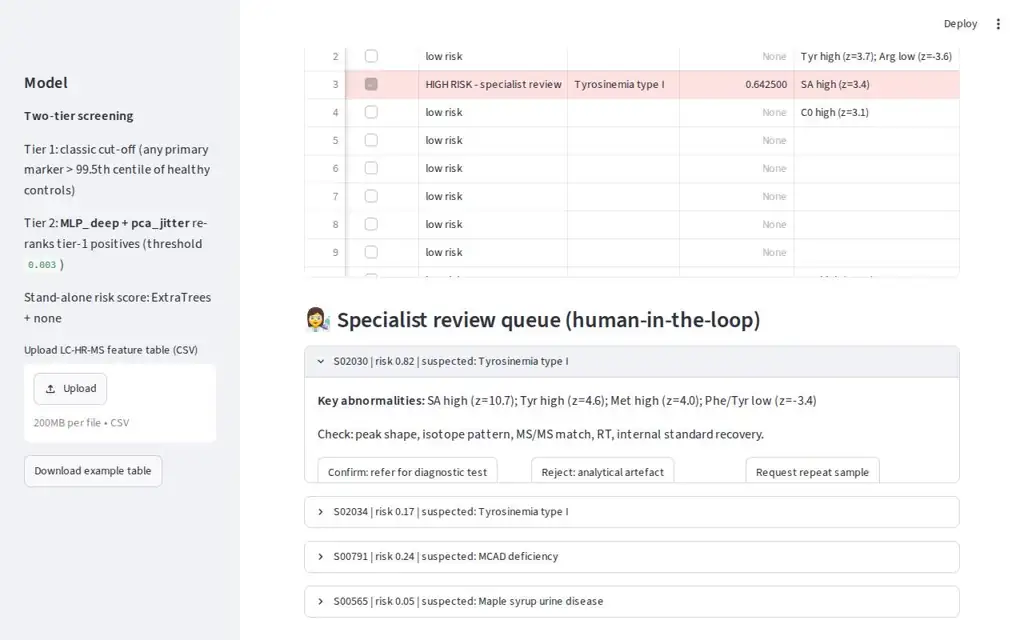 Deploy
Model
Two-tier screening
Tier 1: classic cut-off (any primary
marker > 99.5th centile of healthy
controls)
Tier 2: MLP_deep + pca_jitter re-
ranks tier-1 positives (threshold
0.003 )
Stand-alone risk score: ExtraTrees
+ none
Upload LC-HR-MS feature table (CSV)
Upload
200MB per file • CSV
Download example table
2 low risk None Tyr high (z=3.7); Arg low (z=-3.6)
3 HIGH RISK - specialist review Tyrosinemia type I 0.642500 SA high (z=3.4)
4 low risk None C0 high (z=3.1)
5 low risk None
6 low risk None
7 low risk None
8 low risk None
9 low risk None
Specialist review queue (human-in-the-loop)
S02030 | risk 0.82 | suspected: Tyrosinemia type I
Key abnormalities: SA high (z=10.7); Tyr high (z=4.6); Met high (z=4.0); Phe/Tyr low (z=-3.4)
Check: peak shape, isotope pattern, MS/MS match, RT, internal standard recovery.
Confirm: refer for diagnostic test
Reject: analytical artefact
Request repeat sample
S02034 | risk 0.17 | suspected: Tyrosinemia type I
S00791 | risk 0.24 | suspected: MCAD deficiency
S00565 | risk 0.05 | suspected: Maple syrup urine disease